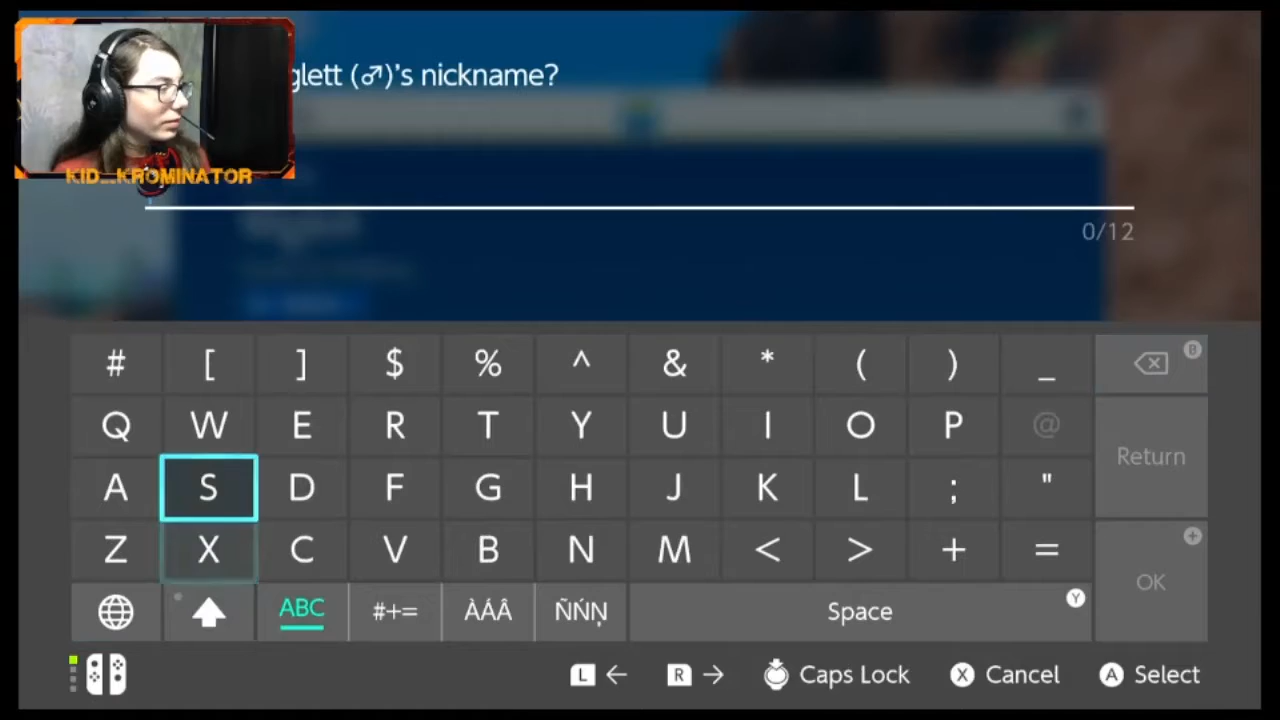 glett (♂)'s nickname?
KID_KROMINATOR
0/12
# [ ] $ % ^ & * ( ) _ B
Q W E R T Y U I O P @ Return
A S D F G H J K L ; "
Z X C V B N M < > + = OK +
ABC #+= ÀÁÂ ÑŃŅ Space Y
L ← R → Caps Lock X Cancel A Select